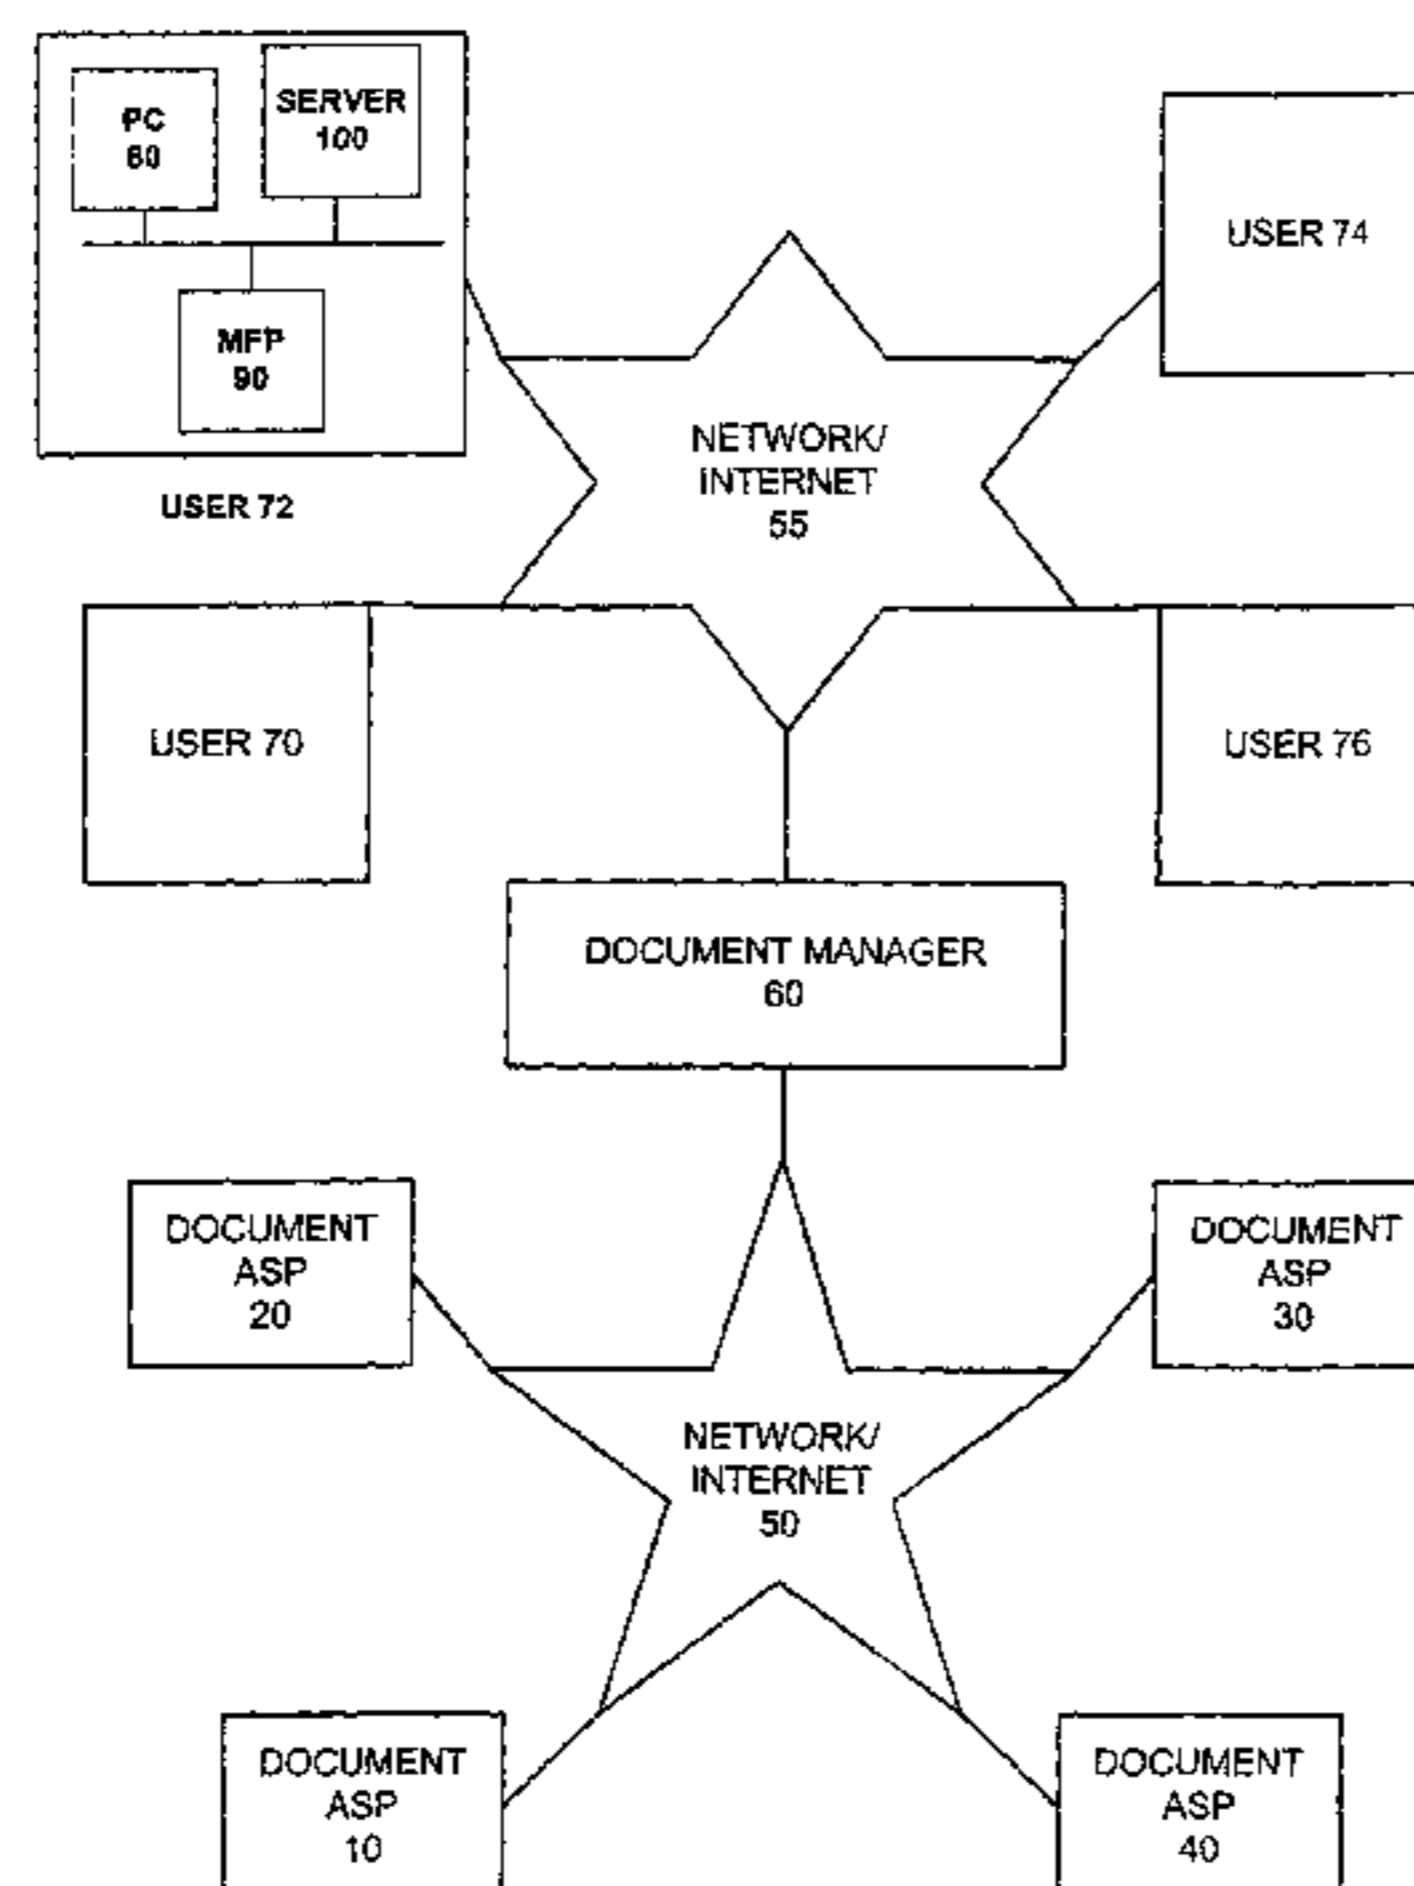 PC
80
SERVER
100
MFP
90
USER 72
USER 74
NETWORK/
INTERNET
55
USER 70
USER 76
DOCUMENT MANAGER
60
DOCUMENT
ASP
20
DOCUMENT
ASP
30
NETWORK/
INTERNET
50
DOCUMENT
ASP
10
DOCUMENT
ASP
40